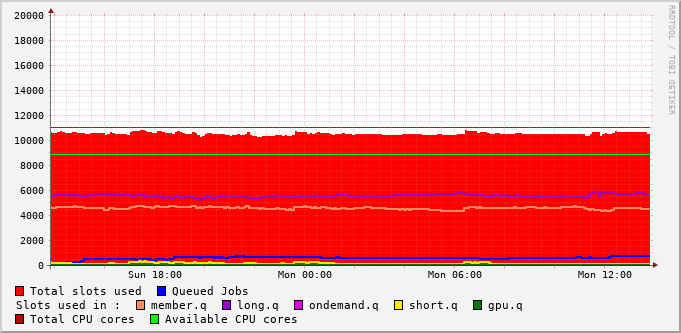 20000
18000
16000
14000
12000
10000
8000
6000
4000
2000
0
Sun 18:00 Mon 00:00 Mon 06:00 Mon 12:00
RRDTOOL / TOBI OETIKER
Total slots used Queued Jobs
Slots used in : member.q long.q ondemand.q short.q gpu.q
Total CPU cores Available CPU cores